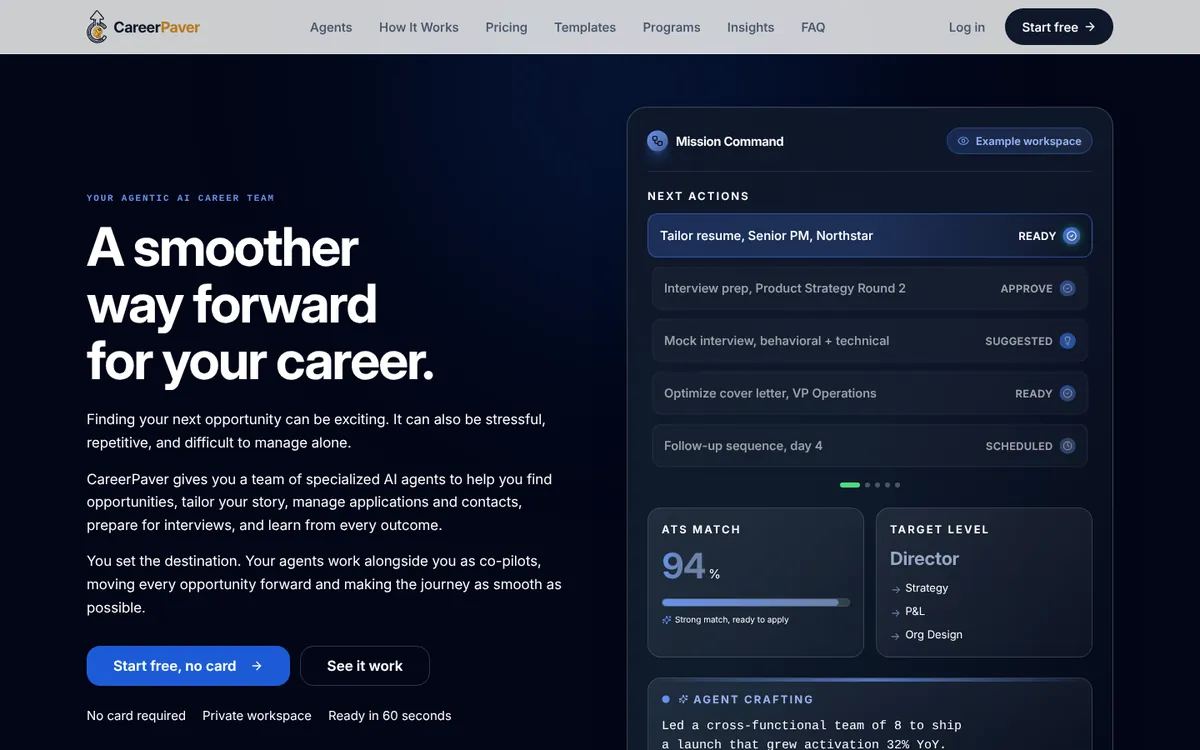 CareerPaver
Agents How It Works Pricing Templates Programs Insights FAQ
Log in
Start free →
YOUR AGENTIC AI CAREER TEAM
A smoother
way forward
for your career.
Finding your next opportunity can be exciting. It can also be stressful,
repetitive, and difficult to manage alone.
CareerPaver gives you a team of specialized AI agents to help you find
opportunities, tailor your story, manage applications and contacts,
prepare for interviews, and learn from every outcome.
You set the destination. Your agents work alongside you as co-pilots,
moving every opportunity forward and making the journey as smooth as
possible.
Start free, no card →
See it work
No card required Private workspace Ready in 60 seconds
Mission Command
Example workspace
NEXT ACTIONS
Tailor resume, Senior PM, Northstar READY
Interview prep, Product Strategy Round 2 APPROVE
Mock interview, behavioral + technical SUGGESTED
Optimize cover letter, VP Operations READY
Follow-up sequence, day 4 SCHEDULED
ATS MATCH
94 %
Strong match, ready to apply
TARGET LEVEL
Director
→ Strategy
→ P&L
→ Org Design
AGENT CRAFTING
Led a cross-functional team of 8 to ship
a launch that grew activation 32% YoY.